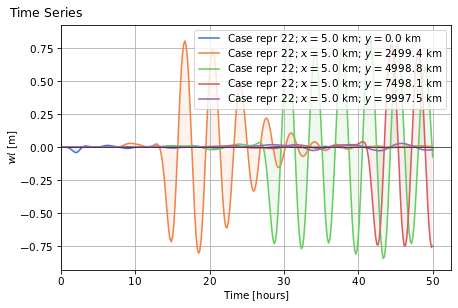 Time Series
Case repr 22; x = 5.0 km; y = 0.0 km
Case repr 22; x = 5.0 km; y = 2499.4 km
Case repr 22; x = 5.0 km; y = 4998.8 km
Case repr 22; x = 5.0 km; y = 7498.1 km
Case repr 22; x = 5.0 km; y = 9997.5 km
0.75
0.50
0.25
0.00
−0.25
−0.50
−0.75
wl [m]
0 10 20 30 40 50
Time [hours]